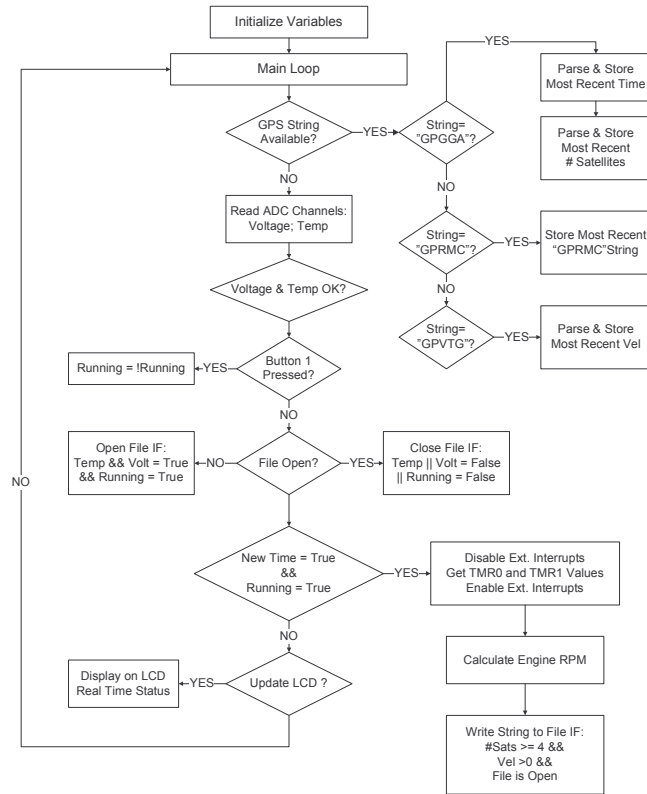 Initialize Variables
Main Loop
YES
Parse & Store
Most Recent Time
GPS String
Available?
YES
String=
"GPGGA"?
Parse & Store
Most Recent
# Satellites
NO
NO
Read ADC Channels:
Voltage; Temp
String=
"GPRMC"?
YES
Store Most Recent
“GPRMC”String
NO
Voltage & Temp OK?
String=
"GPVTG"?
YES
Parse & Store
Most Recent Vel
Running = !Running
YES
Button 1
Pressed?
NO
Open File IF:
Temp && Volt = True
&& Running = True
NO
File Open?
YES
Close File IF:
Temp || Volt = False
|| Running = False
NO
New Time = True
&&
Running = True
YES
Disable Ext. Interrupts
Get TMR0 and TMR1 Values
Enable Ext. Interrupts
NO
Calculate Engine RPM
Display on LCD
Real Time Status
YES
Update LCD ?
Write String to File IF:
#Sats >= 4 &&
Vel >0 &&
File is Open